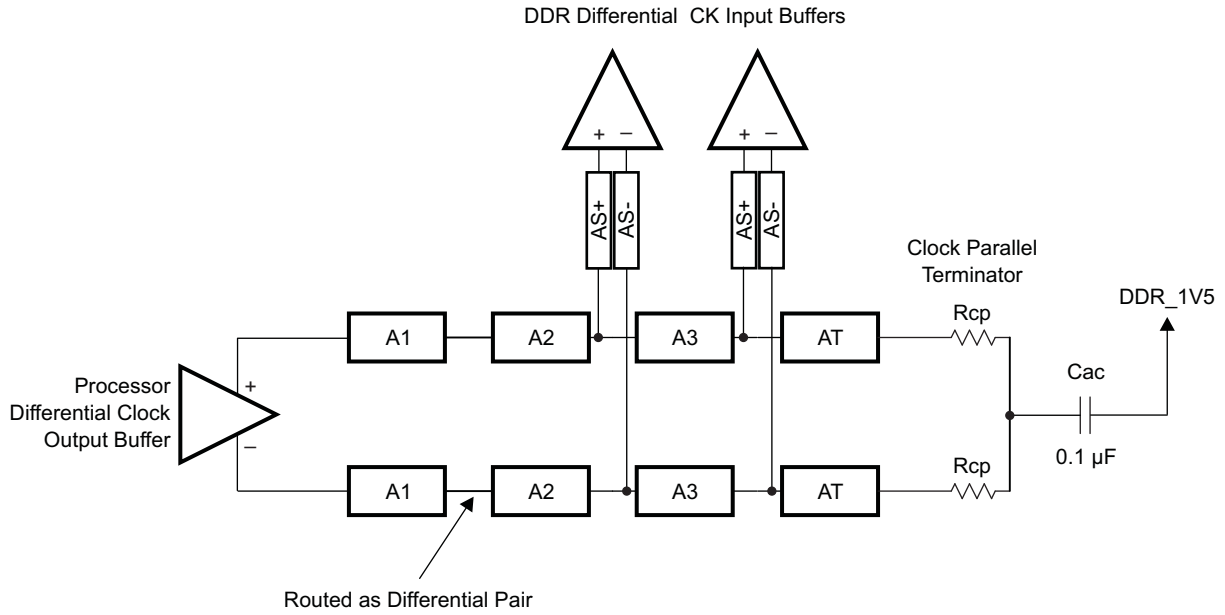 DDR Differential CK Input Buffers
+ −
+ −
AS+
AS-
AS+
AS-
Clock Parallel
Terminator
DDR_1V5
A1
A2
A3
AT
Rcp
Processor
Differential Clock
Output Buffer
+
−
Cac
0.1 µF
A1
A2
A3
AT
Rcp
Routed as Differential Pair